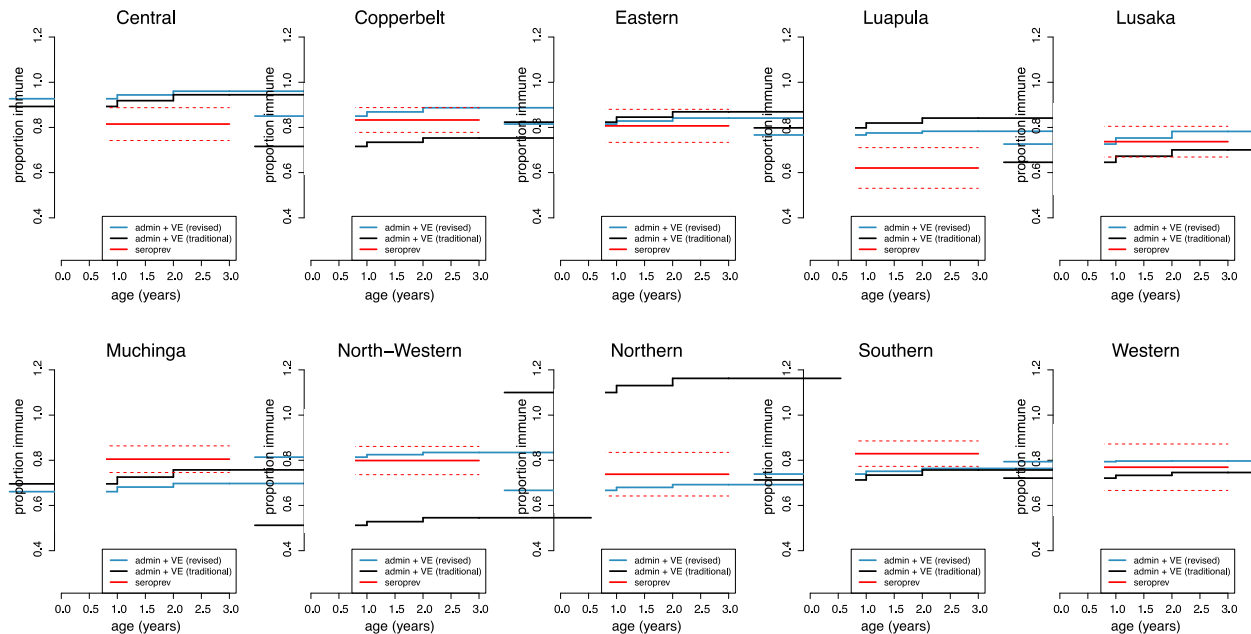 Central
Copperbelt
Eastern
Luapula
Lusaka
proportion immune
0.4 0.6 0.8 1.0 1.2
admin + VE (revised)
admin + VE (traditional)
seroprev
0.0 0.5 1.0 1.5 2.0 2.5 3.0
age (years)
proportion immune
0.4 0.6 0.8 1.0 1.2
admin + VE (revised)
admin + VE (traditional)
seroprev
0.0 0.5 1.0 1.5 2.0 2.5 3.0
age (years)
proportion immune
0.4 0.6 0.8 1.0 1.2
admin + VE (revised)
admin + VE (traditional)
seroprev
0.0 0.5 1.0 1.5 2.0 2.5 3.0
age (years)
proportion immune
0.4 0.6 0.8 1.0 1.2
admin + VE (revised)
admin + VE (traditional)
seroprev
0.0 0.5 1.0 1.5 2.0 2.5 3.0
age (years)
proportion immune
0.4 0.6 0.8 1.0 1.2
admin + VE (revised)
admin + VE (traditional)
seroprev
0.0 0.5 1.0 1.5 2.0 2.5 3.0
age (years)
Muchinga
North−Western
Northern
Southern
Western
proportion immune
0.4 0.6 0.8 1.0 1.2
admin + VE (revised)
admin + VE (traditional)
seroprev
0.0 0.5 1.0 1.5 2.0 2.5 3.0
age (years)
proportion immune
0.4 0.6 0.8 1.0 1.2
admin + VE (revised)
admin + VE (traditional)
seroprev
0.0 0.5 1.0 1.5 2.0 2.5 3.0
age (years)
proportion immune
0.4 0.6 0.8 1.0 1.2
admin + VE (revised)
admin + VE (traditional)
seroprev
0.0 0.5 1.0 1.5 2.0 2.5 3.0
age (years)
proportion immune
0.4 0.6 0.8 1.0 1.2
admin + VE (revised)
admin + VE (traditional)
seroprev
0.0 0.5 1.0 1.5 2.0 2.5 3.0
age (years)
proportion immune
0.4 0.6 0.8 1.0 1.2
admin + VE (revised)
admin + VE (traditional)
seroprev
0.0 0.5 1.0 1.5 2.0 2.5 3.0
age (years)